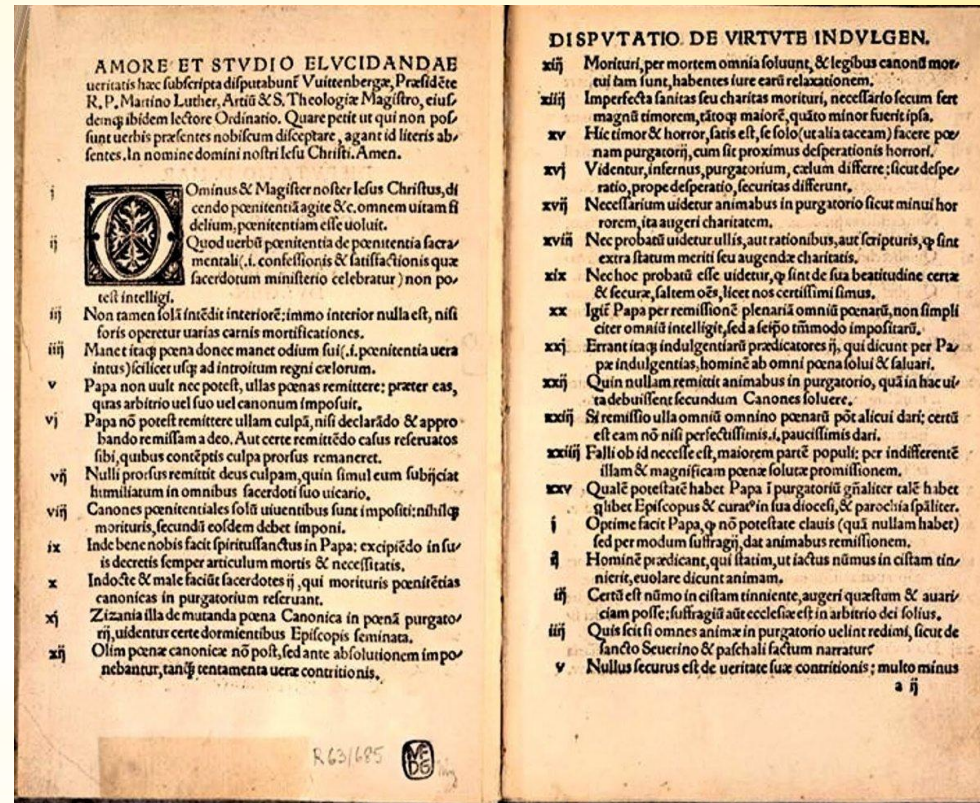 AMORE ET STVDIO ELVCIDANDAE
ueritatis hæc subscripta disputabunt̃ Vuittenbergæ, Præsidẽte
R. P. Martino Luther, Artiũ & S. Theologiæ Magistro, eius-
demq; ibidem lectore Ordinatio. Quare petit ut qui non pos-
sunt uerbis præsentes nobiscum disceptare, agant id literis ab-
sentes. In nomine domini nostri Iesu Christi. Amen.
i Ominus & Magister noster Iesus Christus, di
cendo pœnitentiã agite &c. omnem uitam fi
delium, pœnitentiam esse uoluit.
ij Quod uerbũ pœnitentia de pœnitentia sacra-
mentali(.i. confessionis & satisfactionis quæ
sacerdotum ministerio celebratur) non po-
test intelligi.
iij Non tamen solã intẽdit interiorẽ: immo interior nulla est, nisi
foris operetur uarias carnis mortificationes.
iiij Manet itaq; pœna donec manet odium sui(.i. pœnitentia uera
intus) scilicet usq; ad introitum regni cælorum.
v Papa non uult nec potest, ullas pœnas remittere: præter eas,
quas arbitrio uel suo uel canonum imposuit.
vj Papa nõ potest remittere ullam culpã, nisi declarãdo & appro
bando remissam a deo. Aut certe remittẽdo casus reseruatos
sibi, quibus contẽptis culpa prorsus remaneret.
vij Nulli prorsus remittit deus culpam, quin simul eum subijciat
humiliatum in omnibus sacerdoti suo uicario.
viij Canones pœnitentiales solũ uiuentibus sunt impositi: nihilq;
morituris, secundũ eosdem debet imponi.
ix Inde bene nobis facit spiritussanctus in Papa: excipiẽdo in su-
is decretis semper articulum mortis & necessitatis.
x Indocte & male faciũt sacerdotes ij, qui morituris pœnitẽtias
canonicas in purgatorium reseruant.
xj Zizania illa de mutanda pœna Canonica in pœnã purgato-
rij, uidentur certe dormientibus Episcopis seminata.
xij Olim pœnæ canonicæ nõ post, sed ante absolutionem impo-
nebantur, tanq̃ tentamenta ueræ contritionis.
R 63/685
DISPVTATIO DE VIRTVTE INDVLGEN.
xiij Morituri, per mortem omnia soluunt, & legibus canonũ mor-
tui iam sunt, habentes iure earũ relaxationem.
xiiij Imperfecta sanitas seu charitas morituri, necessario secum fert
magnũ timorem, tãtoq; maiorẽ, quãto minor fuerit ipsa.
xv Hic timor & horror, satis est, se solo (ut alia taceam) facere pœ-
nam purgatorij, cum sit proximus desperationis horrori.
xvj Videntur, infernus, purgatorium, cælum differre: sicut despe-
ratio, prope desperatio, securitas differunt.
xvij Necessarium uidetur animabus in purgatorio sicut minui hor
rorem, ita augeri charitatem.
xviij Nec probatũ uidetur ullis, aut rationibus, aut scripturis, q̃ sint
extra statum meriti seu augendæ charitatis.
xix Nec hoc probatũ esse uidetur, q̃ sint de sua beatitudine certæ
& securæ, saltem oẽs, licet nos certissimi simus.
xx Igit̃ Papa per remissionẽ plenariã omniũ pœnarũ, non simpli
citer omniũ intelligit, sed a seipo tm̃modo impositarũ.
xxj Errant itaq; indulgentiarũ prædicatores ij, qui dicunt per Pa-
pæ indulgentias, hominẽ ab omni pœna solui & saluari.
xxij Quin nullam remittit animabus in purgatorio, quã in hac ui-
ta debuissent secundum Canones soluere.
xxiij Si remissio ulla omniũ omnino pœnarũ põt alicui dari: certũ
est eam nõ nisi perfectissimis .i. paucissimis dari.
xxiiij Falli ob id necesse est, maiorem partẽ populi: per indifferentẽ
illam & magnificam pœnæ solutæ promissionem.
xxv Qualẽ potestatẽ habet Papa ĩ purgatoriũ gñaliter talẽ habet
qlibet Episcopus & curat9 in sua diocesi, & parochia spãliter.
j Optime facit Papa, q̃ nõ potestate clauis (quã nullam habet)
sed per modum suffragij, dat animabus remissionem.
ij Hominẽ prædicant, qui statim, ut iactus nũmus in cistam tin-
nierit, euolare dicunt animam.
iij Certũ est nũmo in cistam tinniente, augeri quæstum & auari-
ciam posse: suffragiũ aũt ecclesiæ est in arbitrio dei solius.
iiij Quis scit si omnes animæ in purgatorio uelint redimi, sicut de
sancto Seuerino & paschali factum narratur?
v Nullus securus est de ueritate suæ contritionis: multo minus
a ij